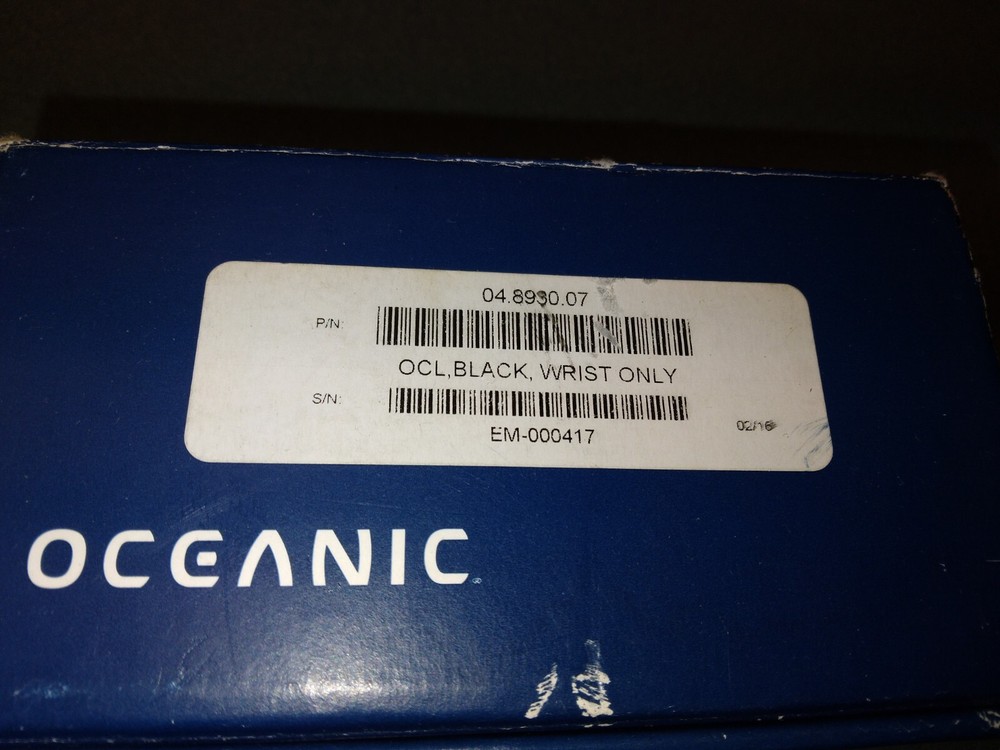 04.8930.07
P/N:
OCL,BLACK, WRIST ONLY
S/N:
EM-000417
02/16
OCEANIC